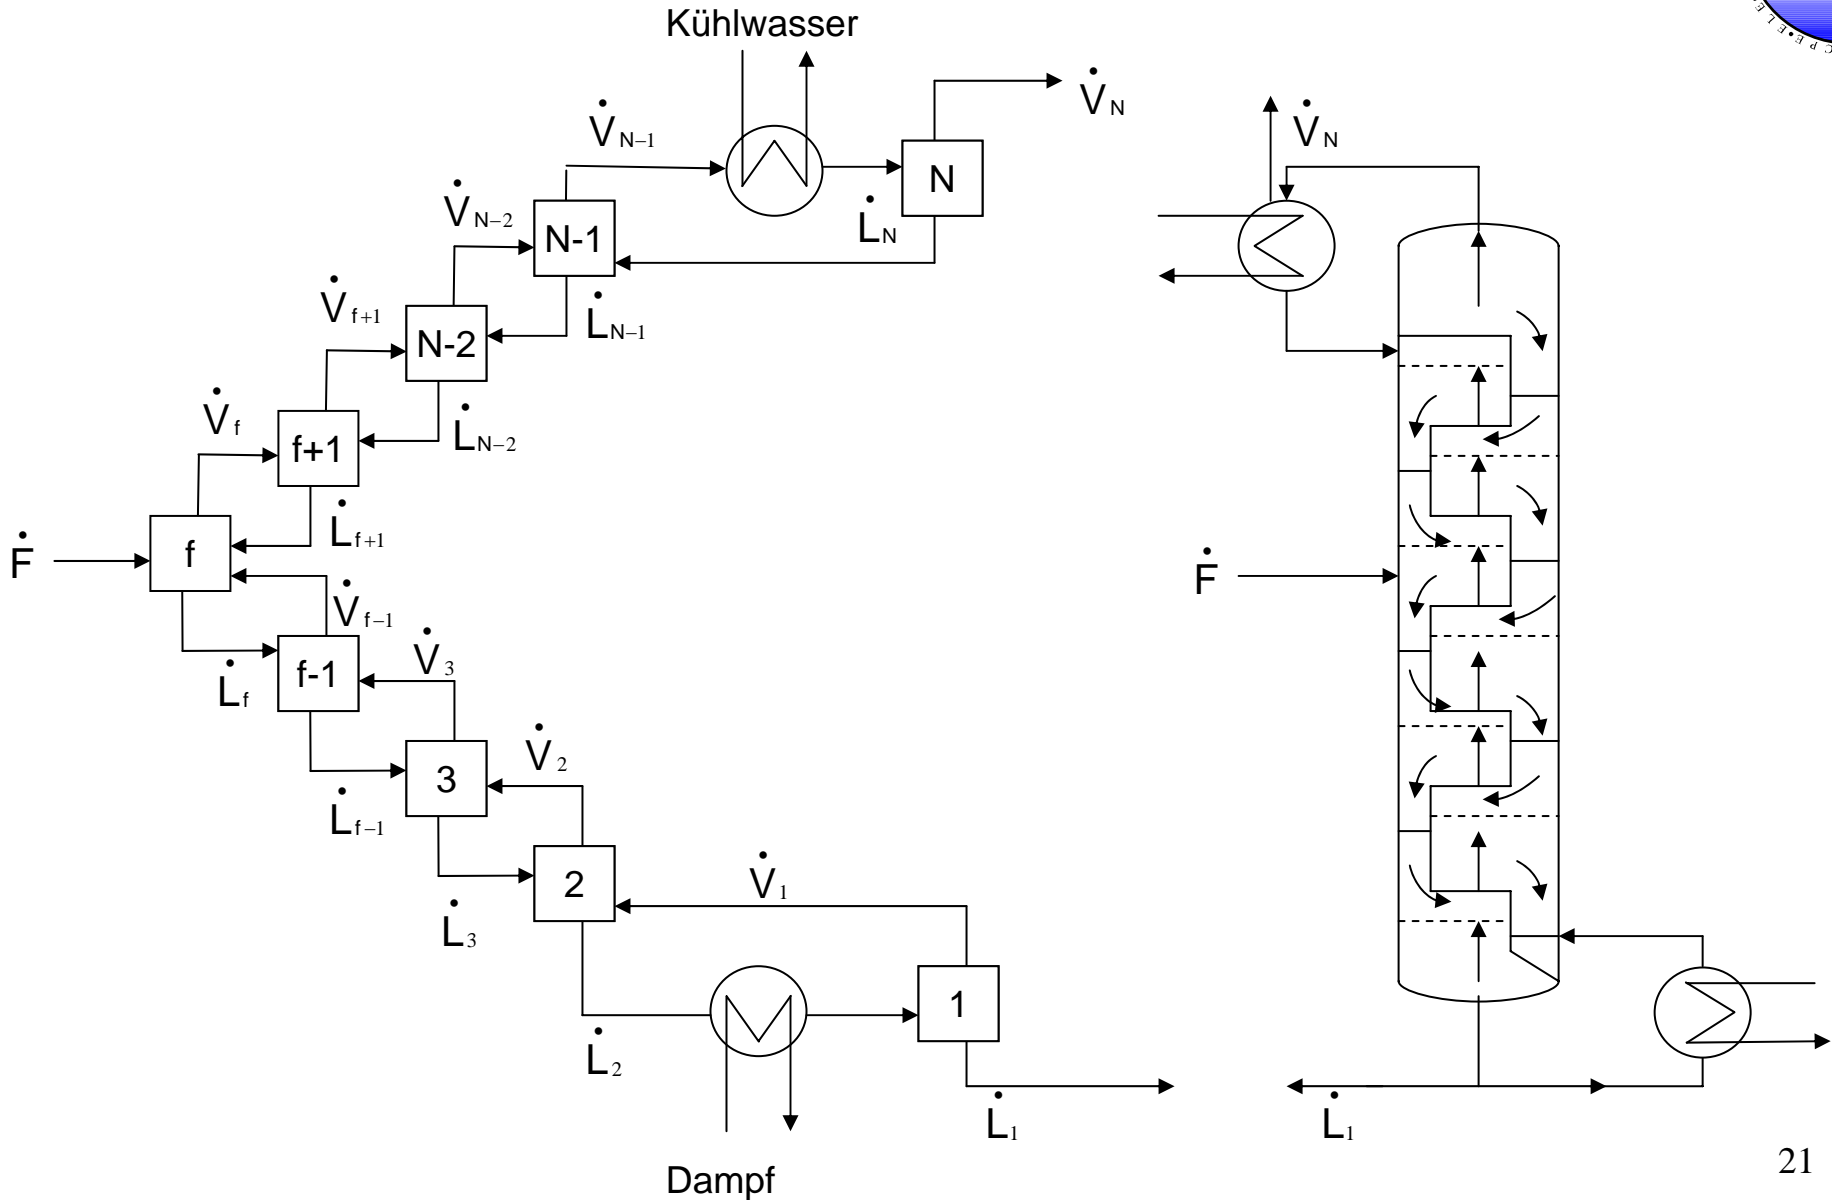 Kühlwasser
V̇N
V̇N–1
N
V̇N
L̇N
V̇N–2
N-1
V̇f+1
L̇N–1
N-2
V̇f
L̇N–2
f+1
L̇f+1
Ḟ
f
Ḟ
V̇f–1
V̇3
f-1
L̇f
V̇2
3
L̇f–1
V̇1
2
L̇3
1
L̇2
L̇1
L̇1
Dampf
21